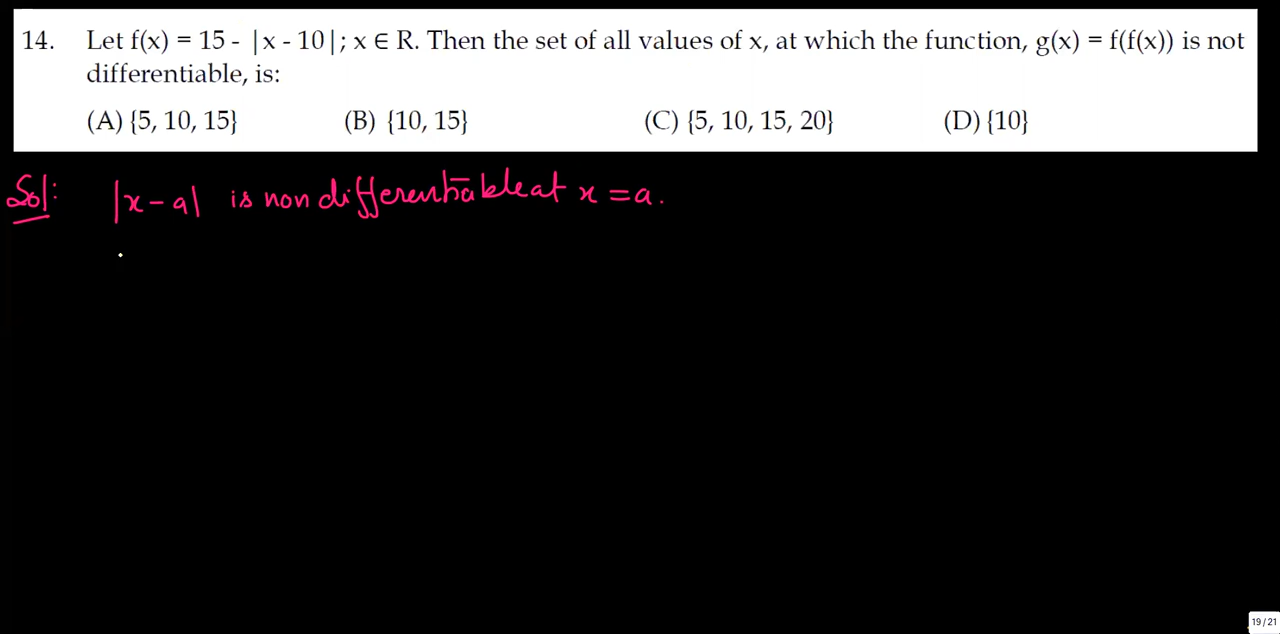 14. Let f(x) = 15 - |x - 10|; x ∈ R. Then the set of all values of x, at which the function, g(x) = f(f(x)) is not
differentiable, is:
(A) {5, 10, 15} (B) {10, 15} (C) {5, 10, 15, 20} (D) {10}
Sol: |x - a| is non differentiable at x = a.
19 / 21